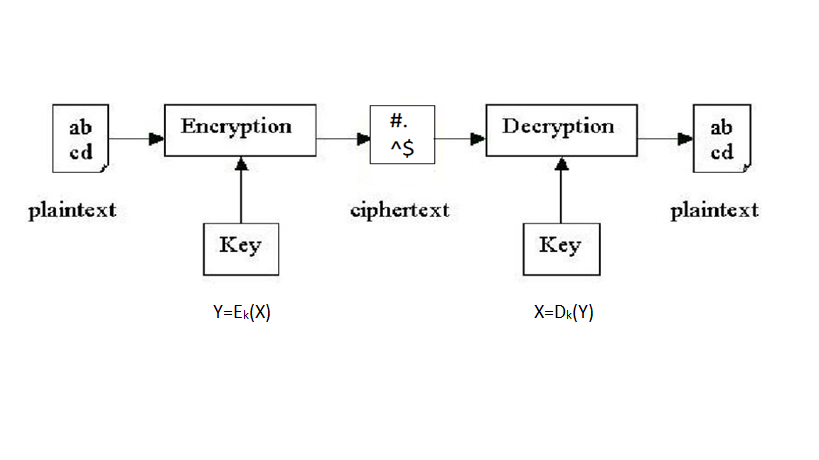 ab
cd
Encryption
#.
^$
Decryption
ab
cd
plaintext
ciphertext
plaintext
Key
Key
Y=Eₖ(X)
X=Dₖ(Y)